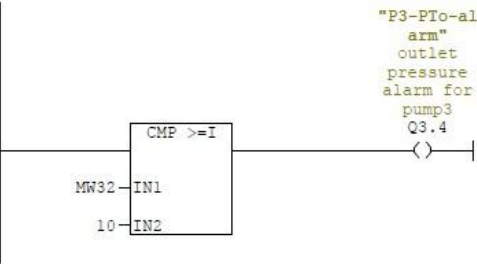 "P3-PTo-al
arm"
outlet
pressure
alarm for
pump3
Q3.4
CMP >=I
MW32
IN1
10
IN2